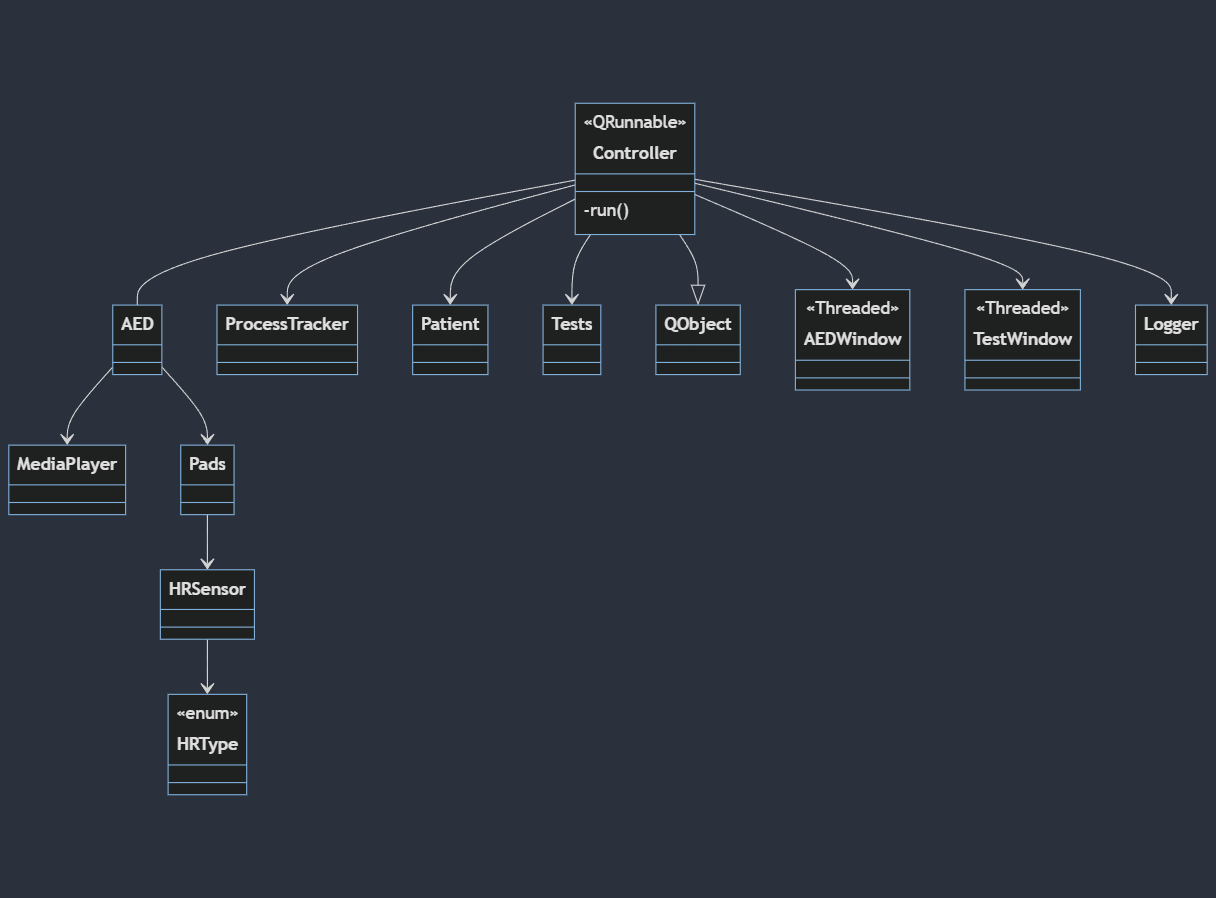 «QRunnable»
Controller
-run()
AED
ProcessTracker
Patient
Tests
QObject
«Threaded»
AEDWindow
«Threaded»
TestWindow
Logger
MediaPlayer
Pads
HRSensor
«enum»
HRType